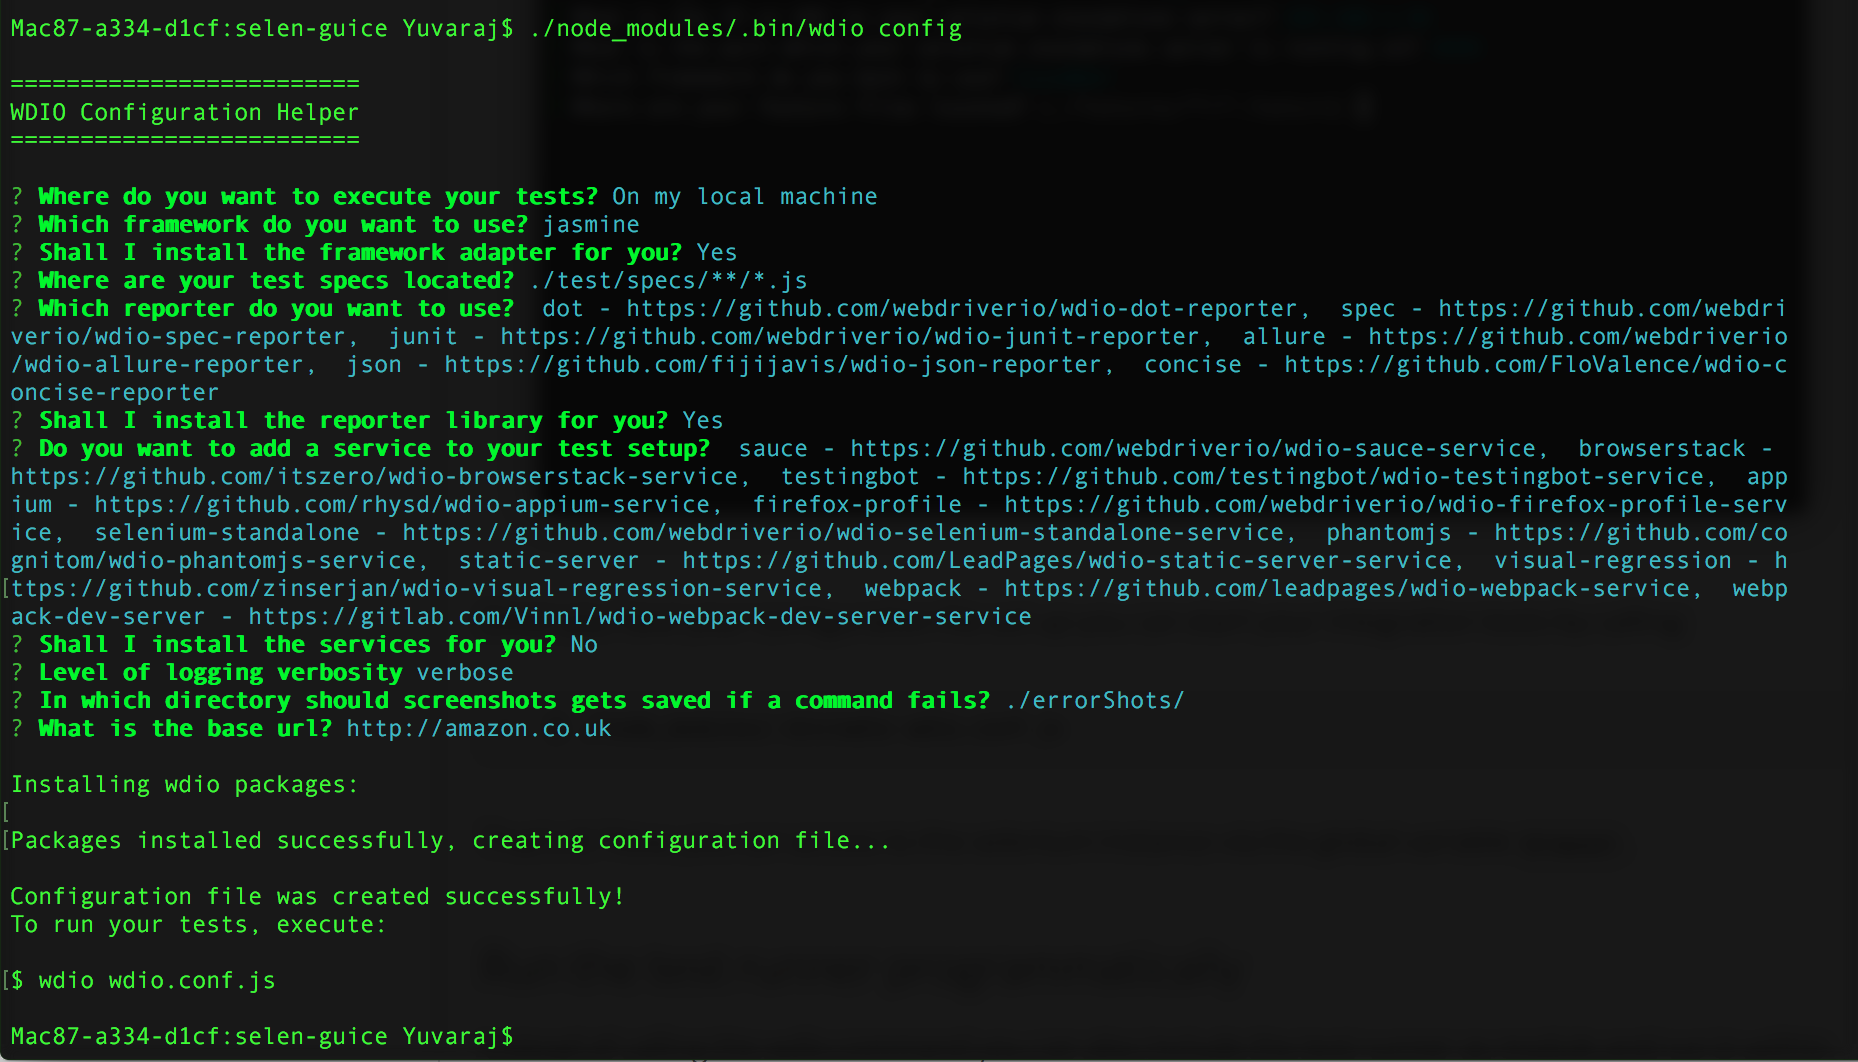 Mac87-a334-d1cf:selen-guice Yuvaraj$ ./node_modules/.bin/wdio config
=========================
WDIO Configuration Helper
=========================
? Where do you want to execute your tests? On my local machine
? Which framework do you want to use? jasmine
? Shall I install the framework adapter for you? Yes
? Where are your test specs located? ./test/specs/**/*.js
? Which reporter do you want to use?  dot - https://github.com/webdriverio/wdio-dot-reporter,  spec - https://github.com/webdri
verio/wdio-spec-reporter,  junit - https://github.com/webdriverio/wdio-junit-reporter,  allure - https://github.com/webdriverio
/wdio-allure-reporter,  json - https://github.com/fijijavis/wdio-json-reporter,  concise - https://github.com/FloValence/wdio-c
oncise-reporter
? Shall I install the reporter library for you? Yes
? Do you want to add a service to your test setup?  sauce - https://github.com/webdriverio/wdio-sauce-service,  browserstack -
https://github.com/itszero/wdio-browserstack-service,  testingbot - https://github.com/testingbot/wdio-testingbot-service,  app
ium - https://github.com/rhysd/wdio-appium-service,  firefox-profile - https://github.com/webdriverio/wdio-firefox-profile-serv
ice,  selenium-standalone - https://github.com/webdriverio/wdio-selenium-standalone-service,  phantomjs - https://github.com/co
gnitom/wdio-phantomjs-service,  static-server - https://github.com/LeadPages/wdio-static-server-service,  visual-regression - h
[ttps://github.com/zinserjan/wdio-visual-regression-service,  webpack - https://github.com/leadpages/wdio-webpack-service,  webp
ack-dev-server - https://gitlab.com/Vinnl/wdio-webpack-dev-server-service
? Shall I install the services for you? No
? Level of logging verbosity verbose
? In which directory should screenshots gets saved if a command fails? ./errorShots/
? What is the base url? http://amazon.co.uk
Installing wdio packages:
[
[Packages installed successfully, creating configuration file...
Configuration file was created successfully!
To run your tests, execute:
[$ wdio wdio.conf.js
Mac87-a334-d1cf:selen-guice Yuvaraj$